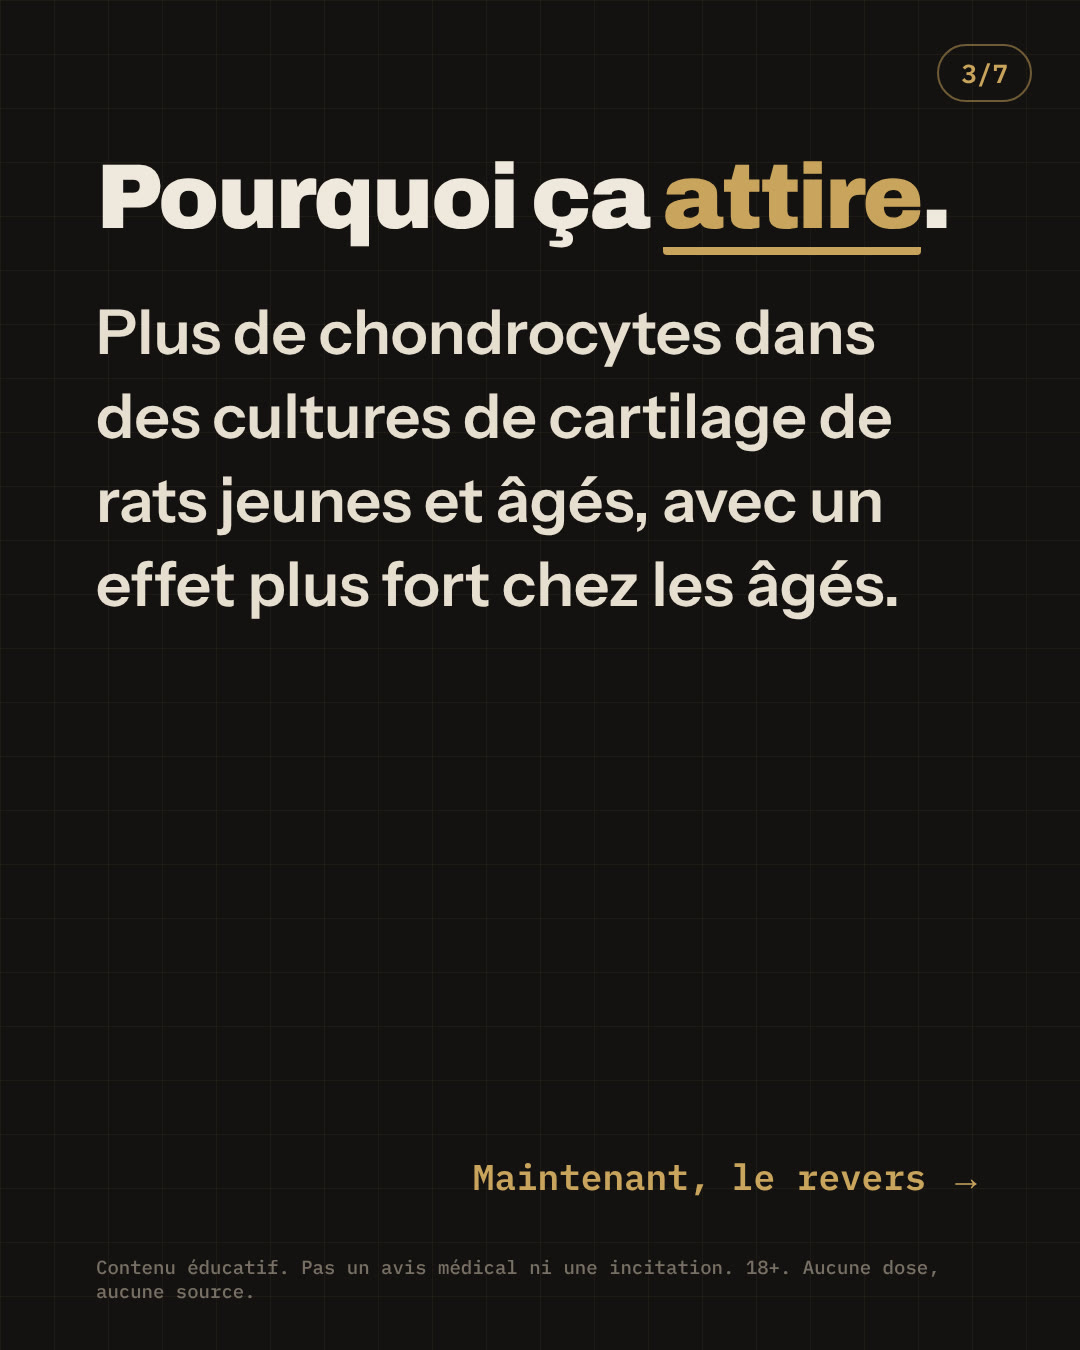 3/7
Pourquoi ça attire.
Plus de chondrocytes dans
des cultures de cartilage de
rats jeunes et âgés, avec un
effet plus fort chez les âgés.
Maintenant, le revers →
Contenu éducatif. Pas un avis médical ni une incitation. 18+. Aucune dose,
aucune source.